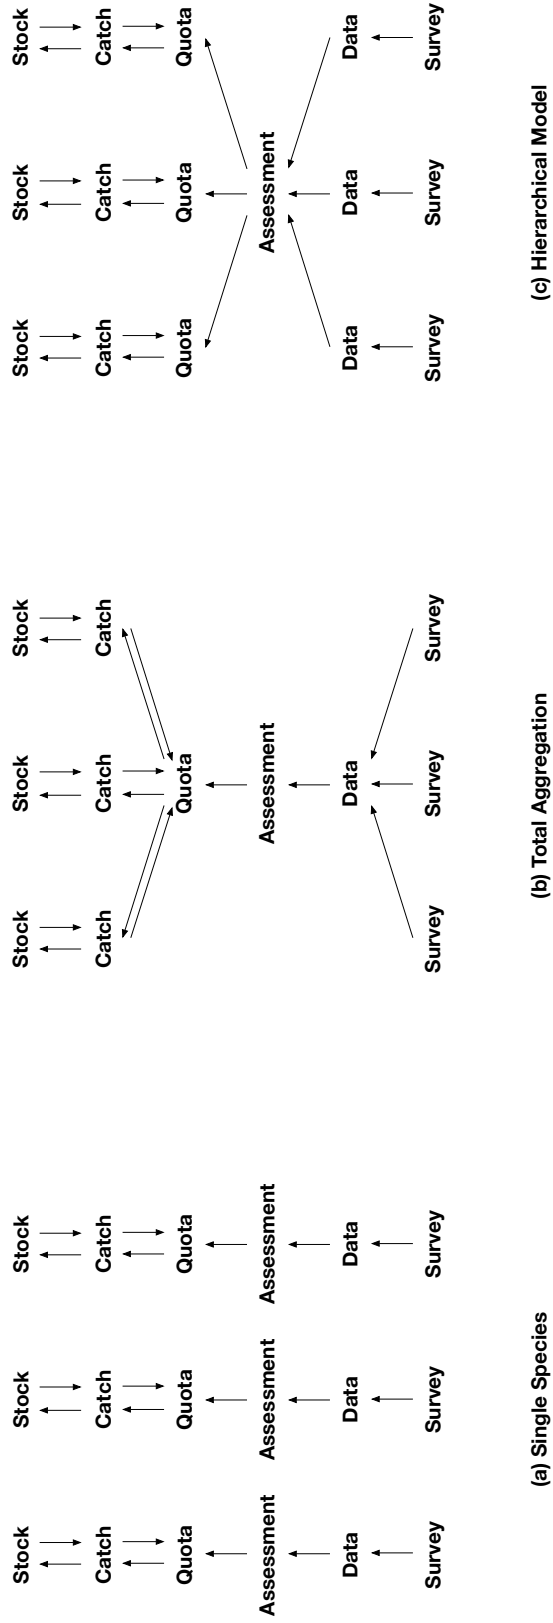 Stock Stock Stock Stock Stock Stock Stock Stock Stock
Catch Catch Catch Catch Catch Catch Catch Catch Catch
Quota Quota Quota Quota Quota Quota Quota
Assessment Assessment Assessment Assessment Assessment
Data Data Data Data Data Data Data
Survey Survey Survey Survey Survey Survey Survey Survey Survey
(a) Single Species (b) Total Aggregation (c) Hierarchical Model